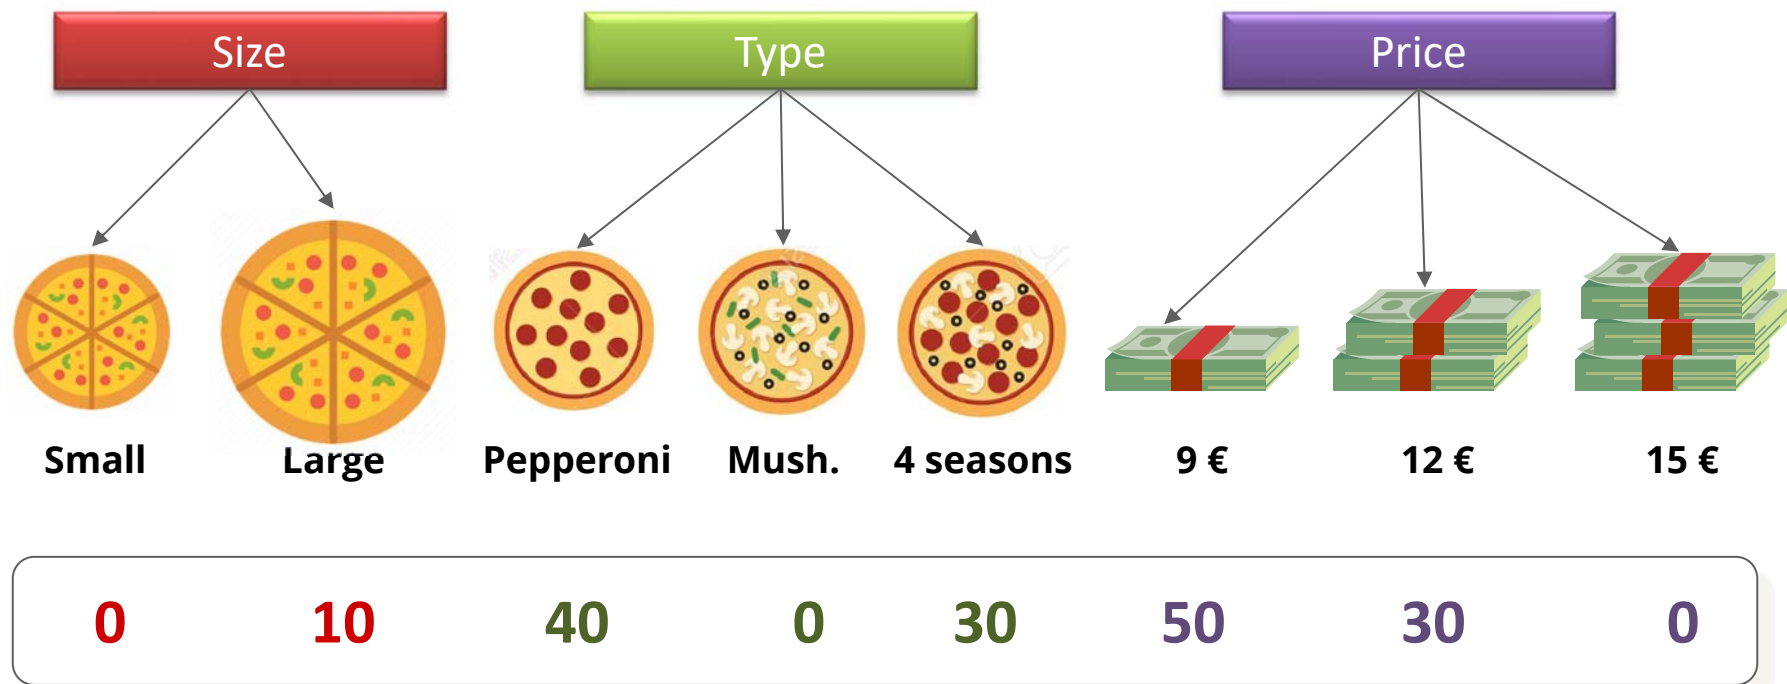 Size Type Price
Small Large Pepperoni Mush. 4 seasons 9 € 12 € 15 €
0 10 40 0 30 50 30 0